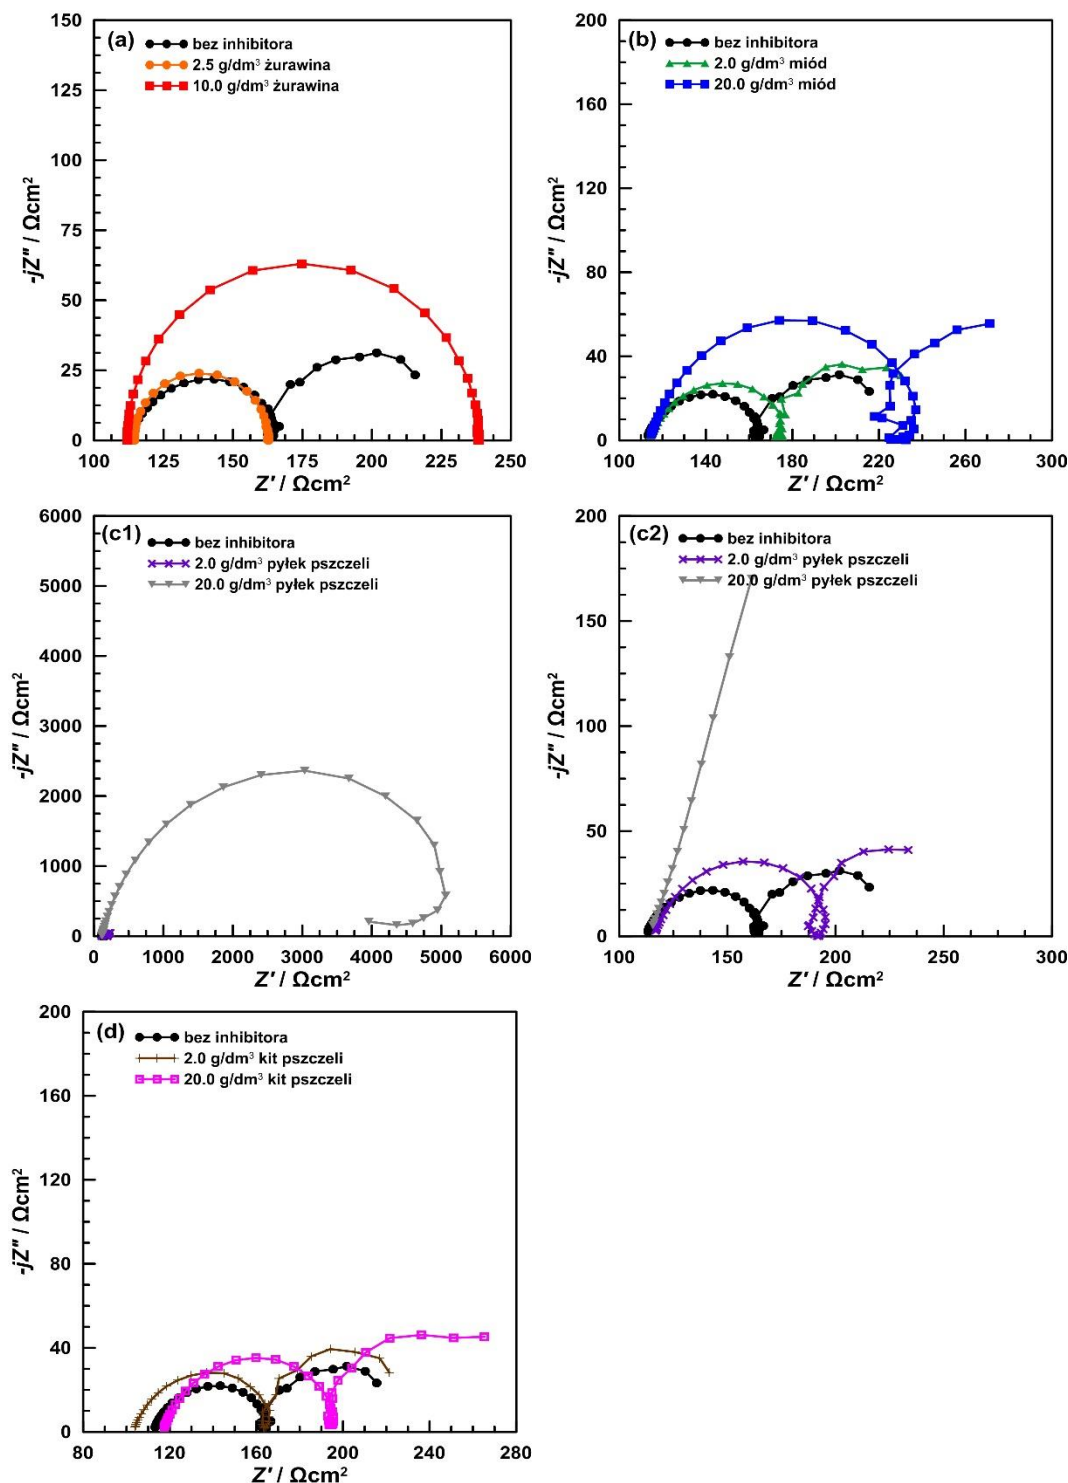 (a)
bez inhibitora
2.5 g/dm³ żurawina
10.0 g/dm³ żurawina
150
125
100
75
50
25
0
-jZ" / Ωcm²
100 125 150 175 200 225 250
Z' / Ωcm²
(b)
bez inhibitora
2.0 g/dm³ miód
20.0 g/dm³ miód
200
160
120
80
40
0
-jZ" / Ωcm²
100 140 180 220 260 300
Z' / Ωcm²
(c1)
bez inhibitora
2.0 g/dm³ pyłek pszczeli
20.0 g/dm³ pyłek pszczeli
6000
5000
4000
3000
2000
1000
0
-jZ" / Ωcm²
0 1000 2000 3000 4000 5000 6000
Z' / Ωcm²
(c2)
bez inhibitora
2.0 g/dm³ pyłek pszczeli
20.0 g/dm³ pyłek pszczeli
200
150
100
50
0
-jZ" / Ωcm²
100 150 200 250 300
Z' / Ωcm²
(d)
bez inhibitora
2.0 g/dm³ kit pszczeli
20.0 g/dm³ kit pszczeli
200
160
120
80
40
0
-jZ" / Ωcm²
80 120 160 200 240 280
Z' / Ωcm²